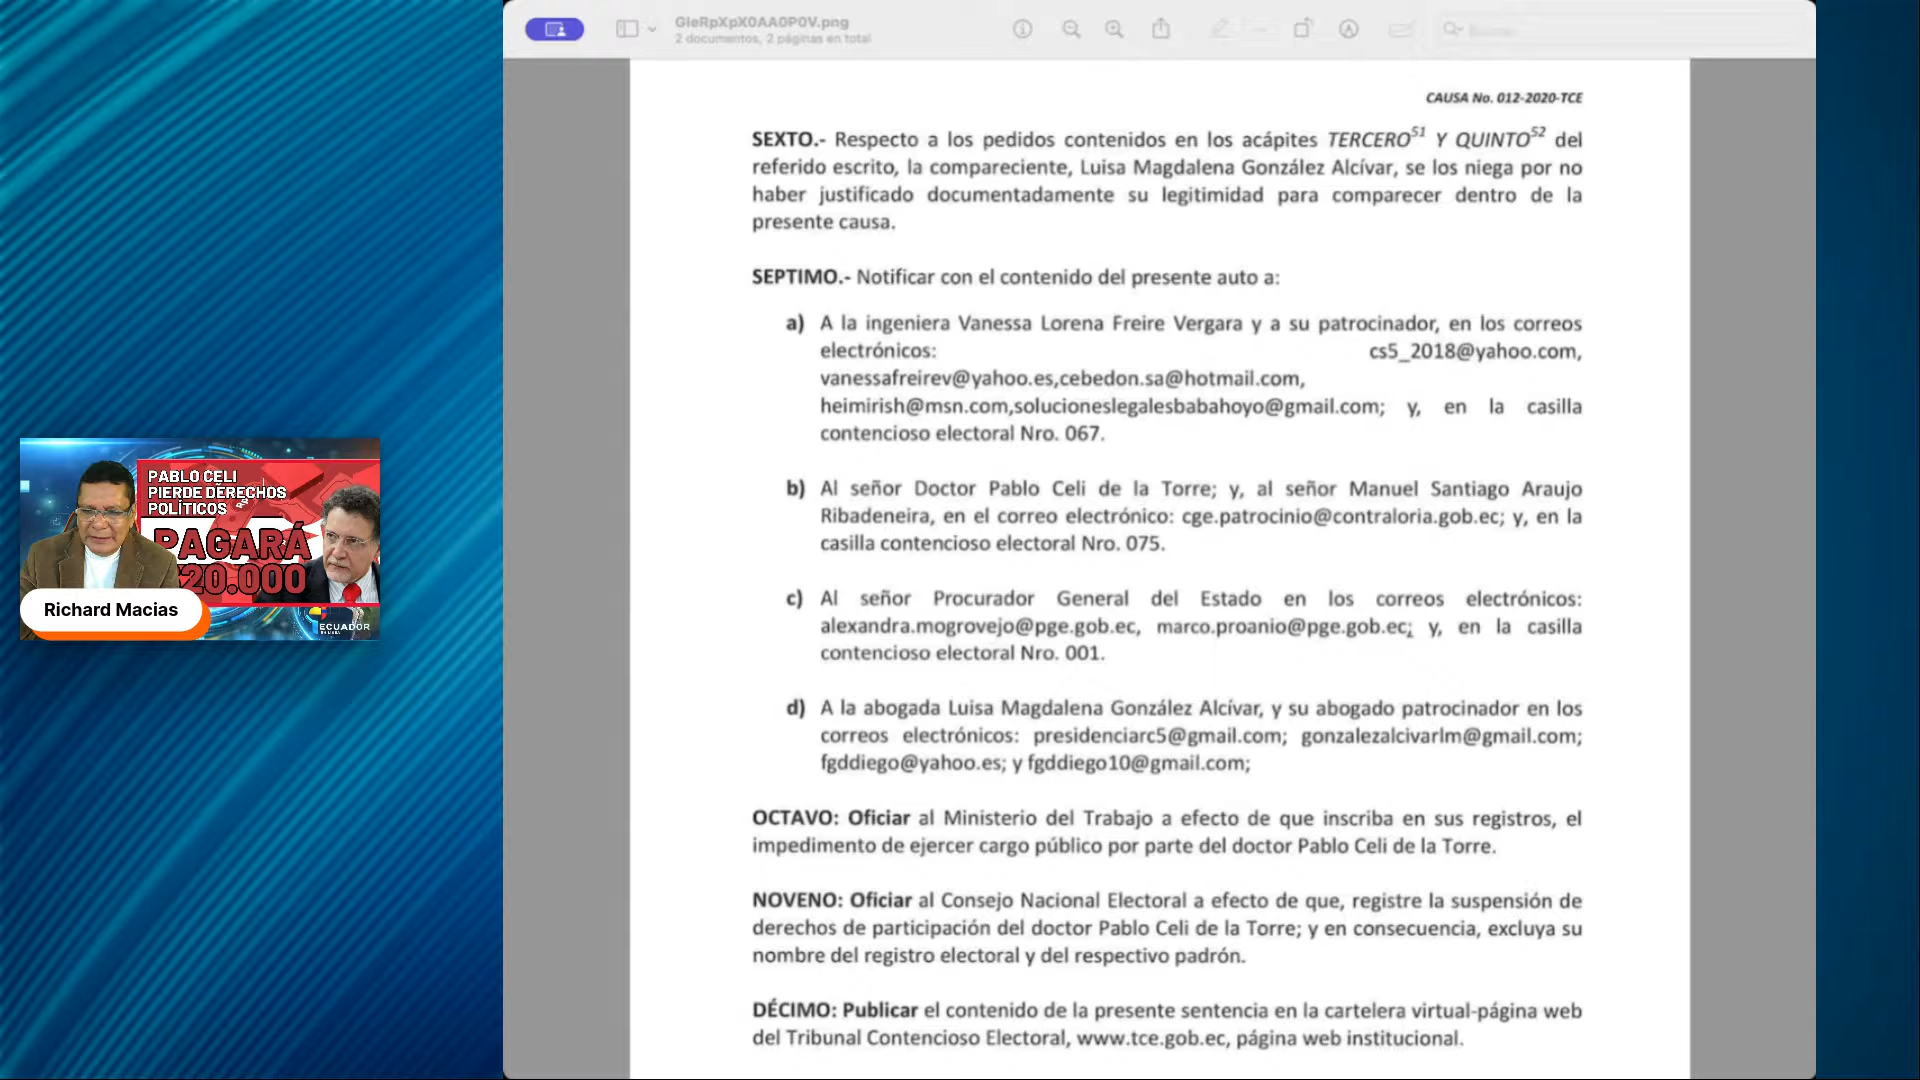 GIeRpXpX0AA0P0V.png
2 documentos, 2 páginas en total
CAUSA No. 012-2020-TCE
SEXTO.- Respecto a los pedidos contenidos en los acápites TERCERO51 Y QUINTO52 del
referido escrito, la compareciente, Luisa Magdalena González Alcívar, se los niega por no
haber justificado documentadamente su legitimidad para comparecer dentro de la
presente causa.
SEPTIMO.- Notificar con el contenido del presente auto a:
a) A la ingeniera Vanessa Lorena Freire Vergara y a su patrocinador, en los correos
electrónicos: cs5_2018@yahoo.com,
vanessafreirev@yahoo.es,cebedon.sa@hotmail.com,
heimirish@msn.com,solucioneslegalesbabahoyo@gmail.com; y, en la casilla
contencioso electoral Nro. 067.
b) Al señor Doctor Pablo Celi de la Torre; y, al señor Manuel Santiago Araujo
Ribadeneira, en el correo electrónico: cge.patrocinio@contraloria.gob.ec; y, en la
casilla contencioso electoral Nro. 075.
c) Al señor Procurador General del Estado en los correos electrónicos:
alexandra.mogrovejo@pge.gob.ec, marco.proanio@pge.gob.ec; y, en la casilla
contencioso electoral Nro. 001.
d) A la abogada Luisa Magdalena González Alcívar, y su abogado patrocinador en los
correos electrónicos: presidenciarc5@gmail.com; gonzalezalcivarlm@gmail.com;
fgddiego@yahoo.es; y fgddiego10@gmail.com;
OCTAVO: Oficiar al Ministerio del Trabajo a efecto de que inscriba en sus registros, el
impedimento de ejercer cargo público por parte del doctor Pablo Celi de la Torre.
NOVENO: Oficiar al Consejo Nacional Electoral a efecto de que, registre la suspensión de
derechos de participación del doctor Pablo Celi de la Torre; y en consecuencia, excluya su
nombre del registro electoral y del respectivo padrón.
DÉCIMO: Publicar el contenido de la presente sentencia en la cartelera virtual-página web
del Tribunal Contencioso Electoral, www.tce.gob.ec, página web institucional.
PABLO CELI
PIERDE DERECHOS
POLÍTICOS
PAGARÁ
20.000
Richard Macias
ECUADOR